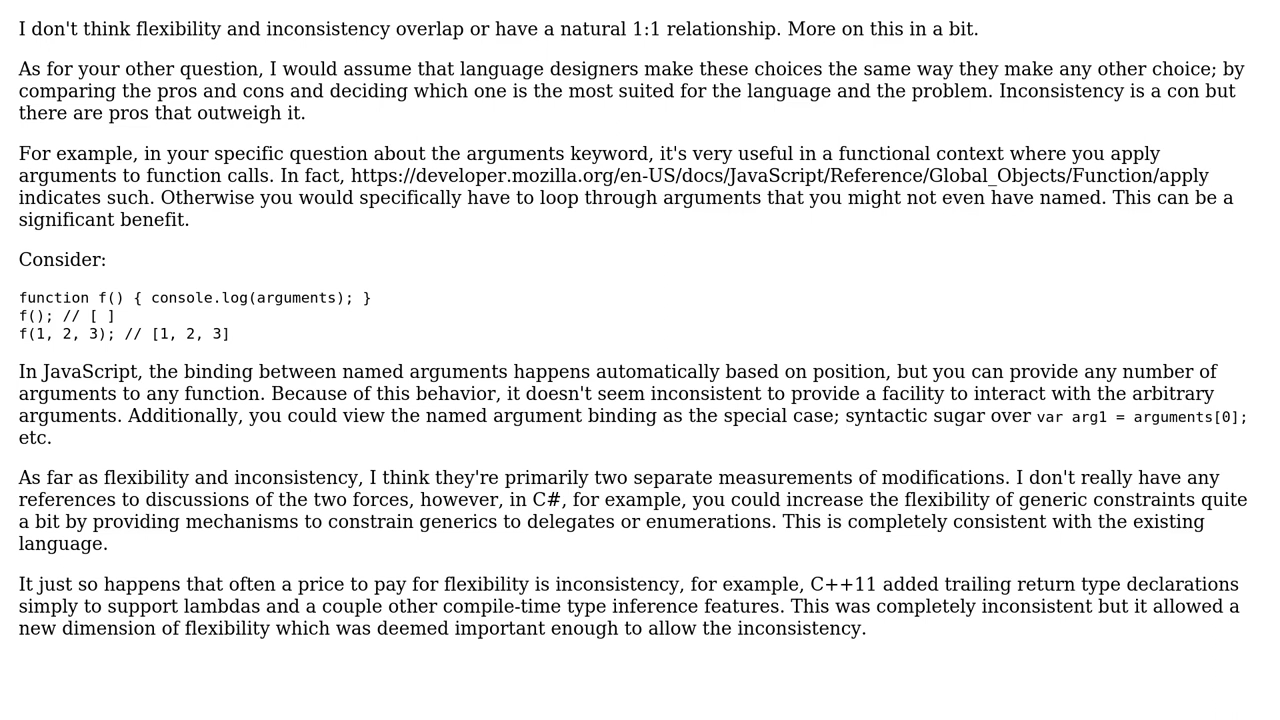 I don't think flexibility and inconsistency overlap or have a natural 1:1 relationship. More on this in a bit.
As for your other question, I would assume that language designers make these choices the same way they make any other choice; by
comparing the pros and cons and deciding which one is the most suited for the language and the problem. Inconsistency is a con but
there are pros that outweigh it.
For example, in your specific question about the arguments keyword, it's very useful in a functional context where you apply
arguments to function calls. In fact, https://developer.mozilla.org/en-US/docs/JavaScript/Reference/Global_Objects/Function/apply
indicates such. Otherwise you would specifically have to loop through arguments that you might not even have named. This can be a
significant benefit.
Consider:
function f() { console.log(arguments); }
f(); // [ ]
f(1, 2, 3); // [1, 2, 3]
In JavaScript, the binding between named arguments happens automatically based on position, but you can provide any number of
arguments to any function. Because of this behavior, it doesn't seem inconsistent to provide a facility to interact with the arbitrary
arguments. Additionally, you could view the named argument binding as the special case; syntactic sugar over var arg1 = arguments[0];
etc.
As far as flexibility and inconsistency, I think they're primarily two separate measurements of modifications. I don't really have any
references to discussions of the two forces, however, in C#, for example, you could increase the flexibility of generic constraints quite
a bit by providing mechanisms to constrain generics to delegates or enumerations. This is completely consistent with the existing
language.
It just so happens that often a price to pay for flexibility is inconsistency, for example, C++11 added trailing return type declarations
simply to support lambdas and a couple other compile-time type inference features. This was completely inconsistent but it allowed a
new dimension of flexibility which was deemed important enough to allow the inconsistency.